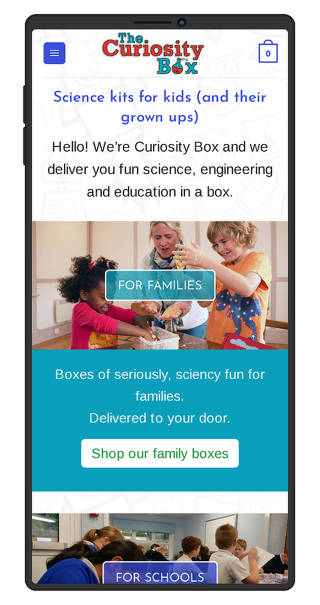 The
Curiosity
Box
0
Science kits for kids (and their
grown ups)
Hello! We're Curiosity Box and we
deliver you fun science, engineering
and education in a box.
FOR FAMILIES
Boxes of seriously, sciency fun for
families.
Delivered to your door.
Shop our family boxes
FOR SCHOOLS